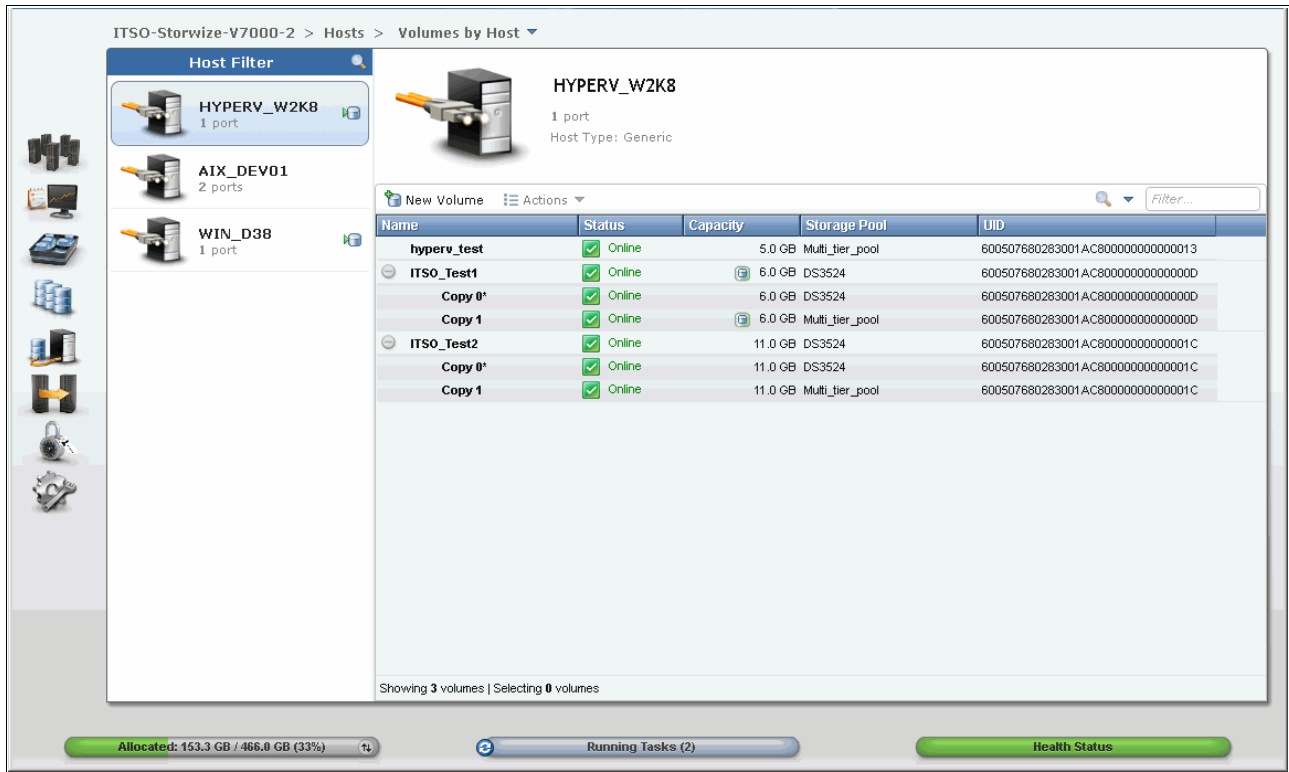 ITSO-Storwize-V7000-2 > Hosts > Volumes by Host
Host Filter
HYPERV_W2K8
1 port
AIX_DEV01
2 ports
WIN_D38
1 port
HYPERV_W2K8
1 port
Host Type: Generic
New Volume Actions Filter...
Name Status Capacity Storage Pool UID
hyperv_test Online 5.0 GB Multi_tier_pool 600507680283001AC800000000000013
ITSO_Test1 Online 6.0 GB DS3524 600507680283001AC80000000000000D
Copy 0* Online 6.0 GB DS3524 600507680283001AC80000000000000D
Copy 1 Online 6.0 GB Multi_tier_pool 600507680283001AC80000000000000D
ITSO_Test2 Online 11.0 GB DS3524 600507680283001AC80000000000001C
Copy 0* Online 11.0 GB DS3524 600507680283001AC80000000000001C
Copy 1 Online 11.0 GB Multi_tier_pool 600507680283001AC80000000000001C
Showing 3 volumes | Selecting 0 volumes
Allocated: 153.3 GB / 466.0 GB (33%) Running Tasks (2) Health Status